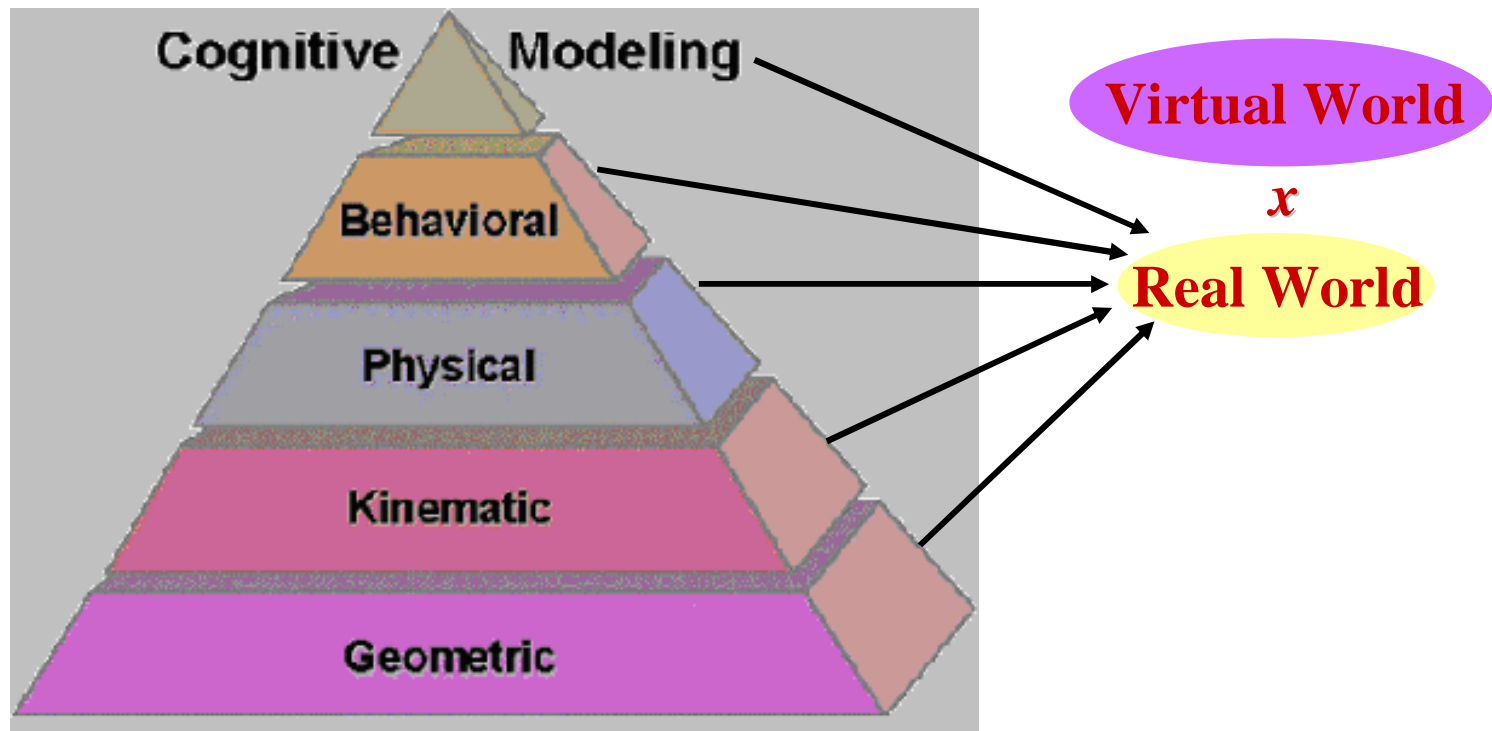 Cognitive Modeling
Behavioral
Physical
Kinematic
Geometric
Virtual World
x
Real World